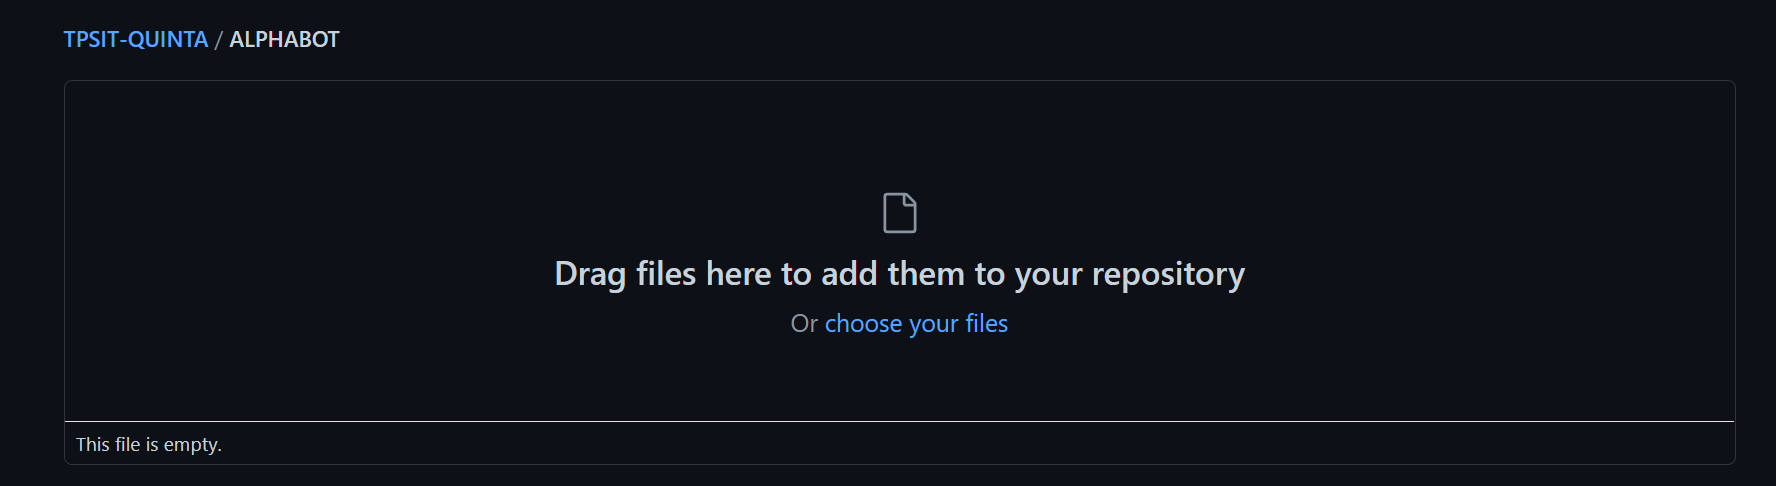 TPSIT-QUINTA / ALPHABOT
Drag files here to add them to your repository
Or choose your files
This file is empty.